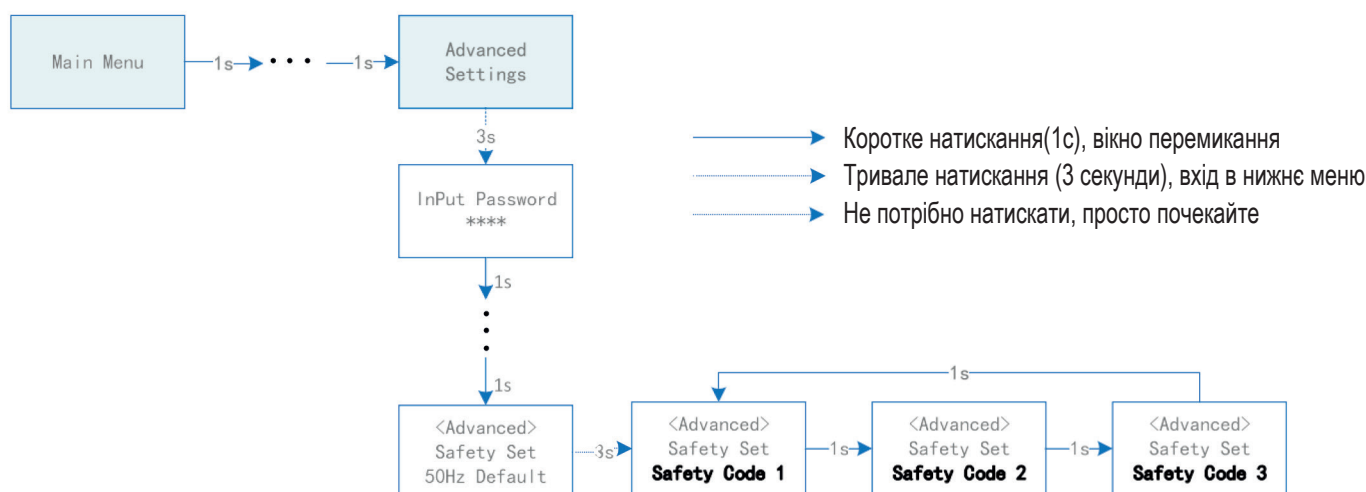 Main Menu
1s
1s
Advanced
Settings
3s
InPut Password
****
1s
1s
Коротке натискання(1с), вікно перемикання
Тривале натискання (3 секунди), вхід в нижнє меню
Не потрібно натискати, просто почекайте
1s
<Advanced>
Safety Set
50Hz Default
3s
<Advanced>
Safety Set
Safety Code 1
1s
<Advanced>
Safety Set
Safety Code 2
1s
<Advanced>
Safety Set
Safety Code 3